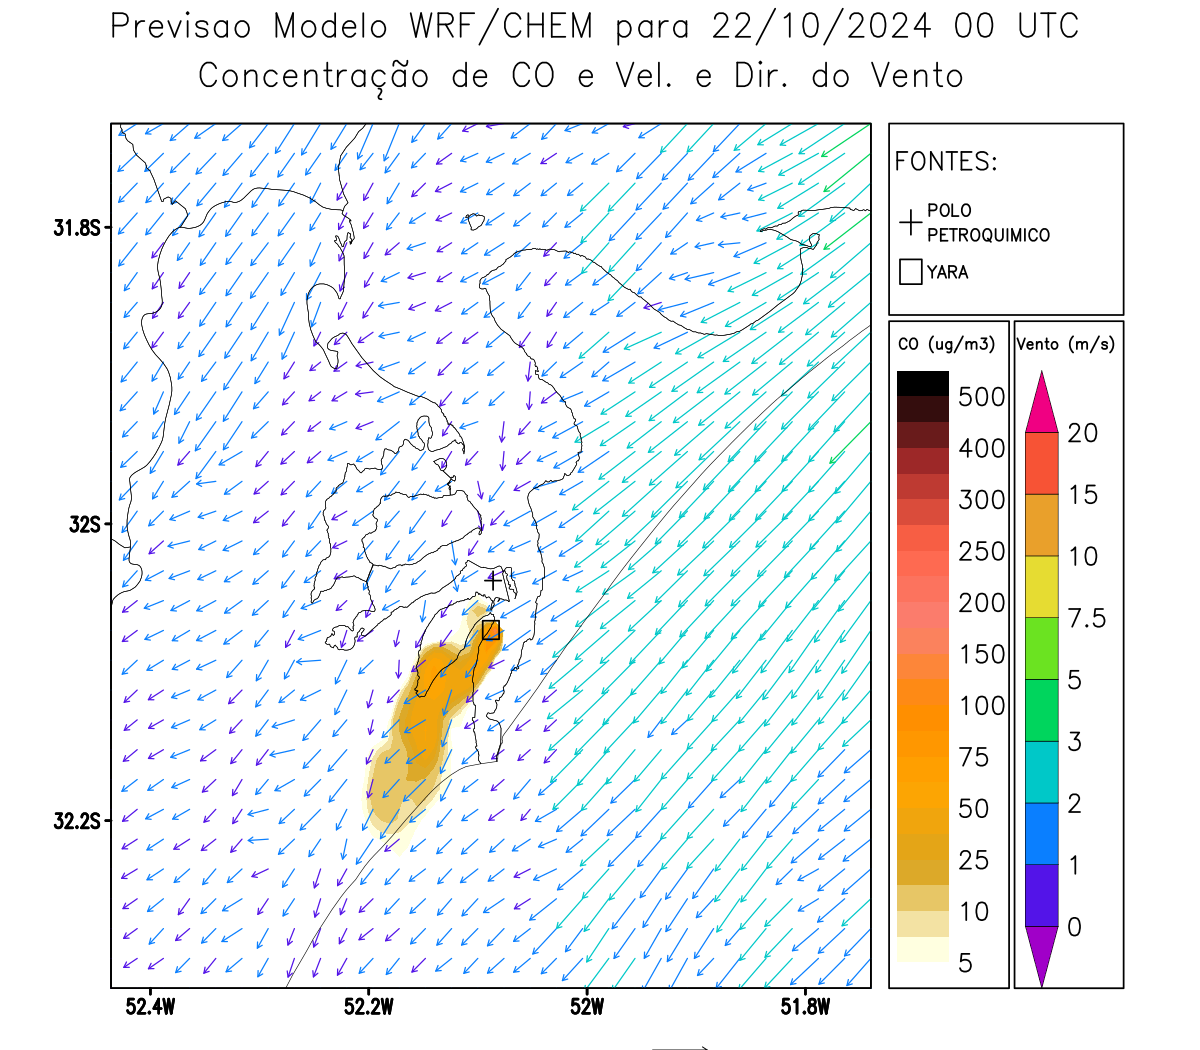 Previsao Modelo WRF/CHEM para 22/10/2024 00 UTC
Concentração de CO e Vel. e Dir. do Vento
FONTES:
POLO
PETROQUIMICO
YARA
CO (ug/m3)
500
400
300
250
200
150
100
75
50
25
10
5
Vento (m/s)
20
15
10
7.5
5
3
2
1
0
31.8S
32S
32.2S
52.4W
52.2W
52W
51.8W